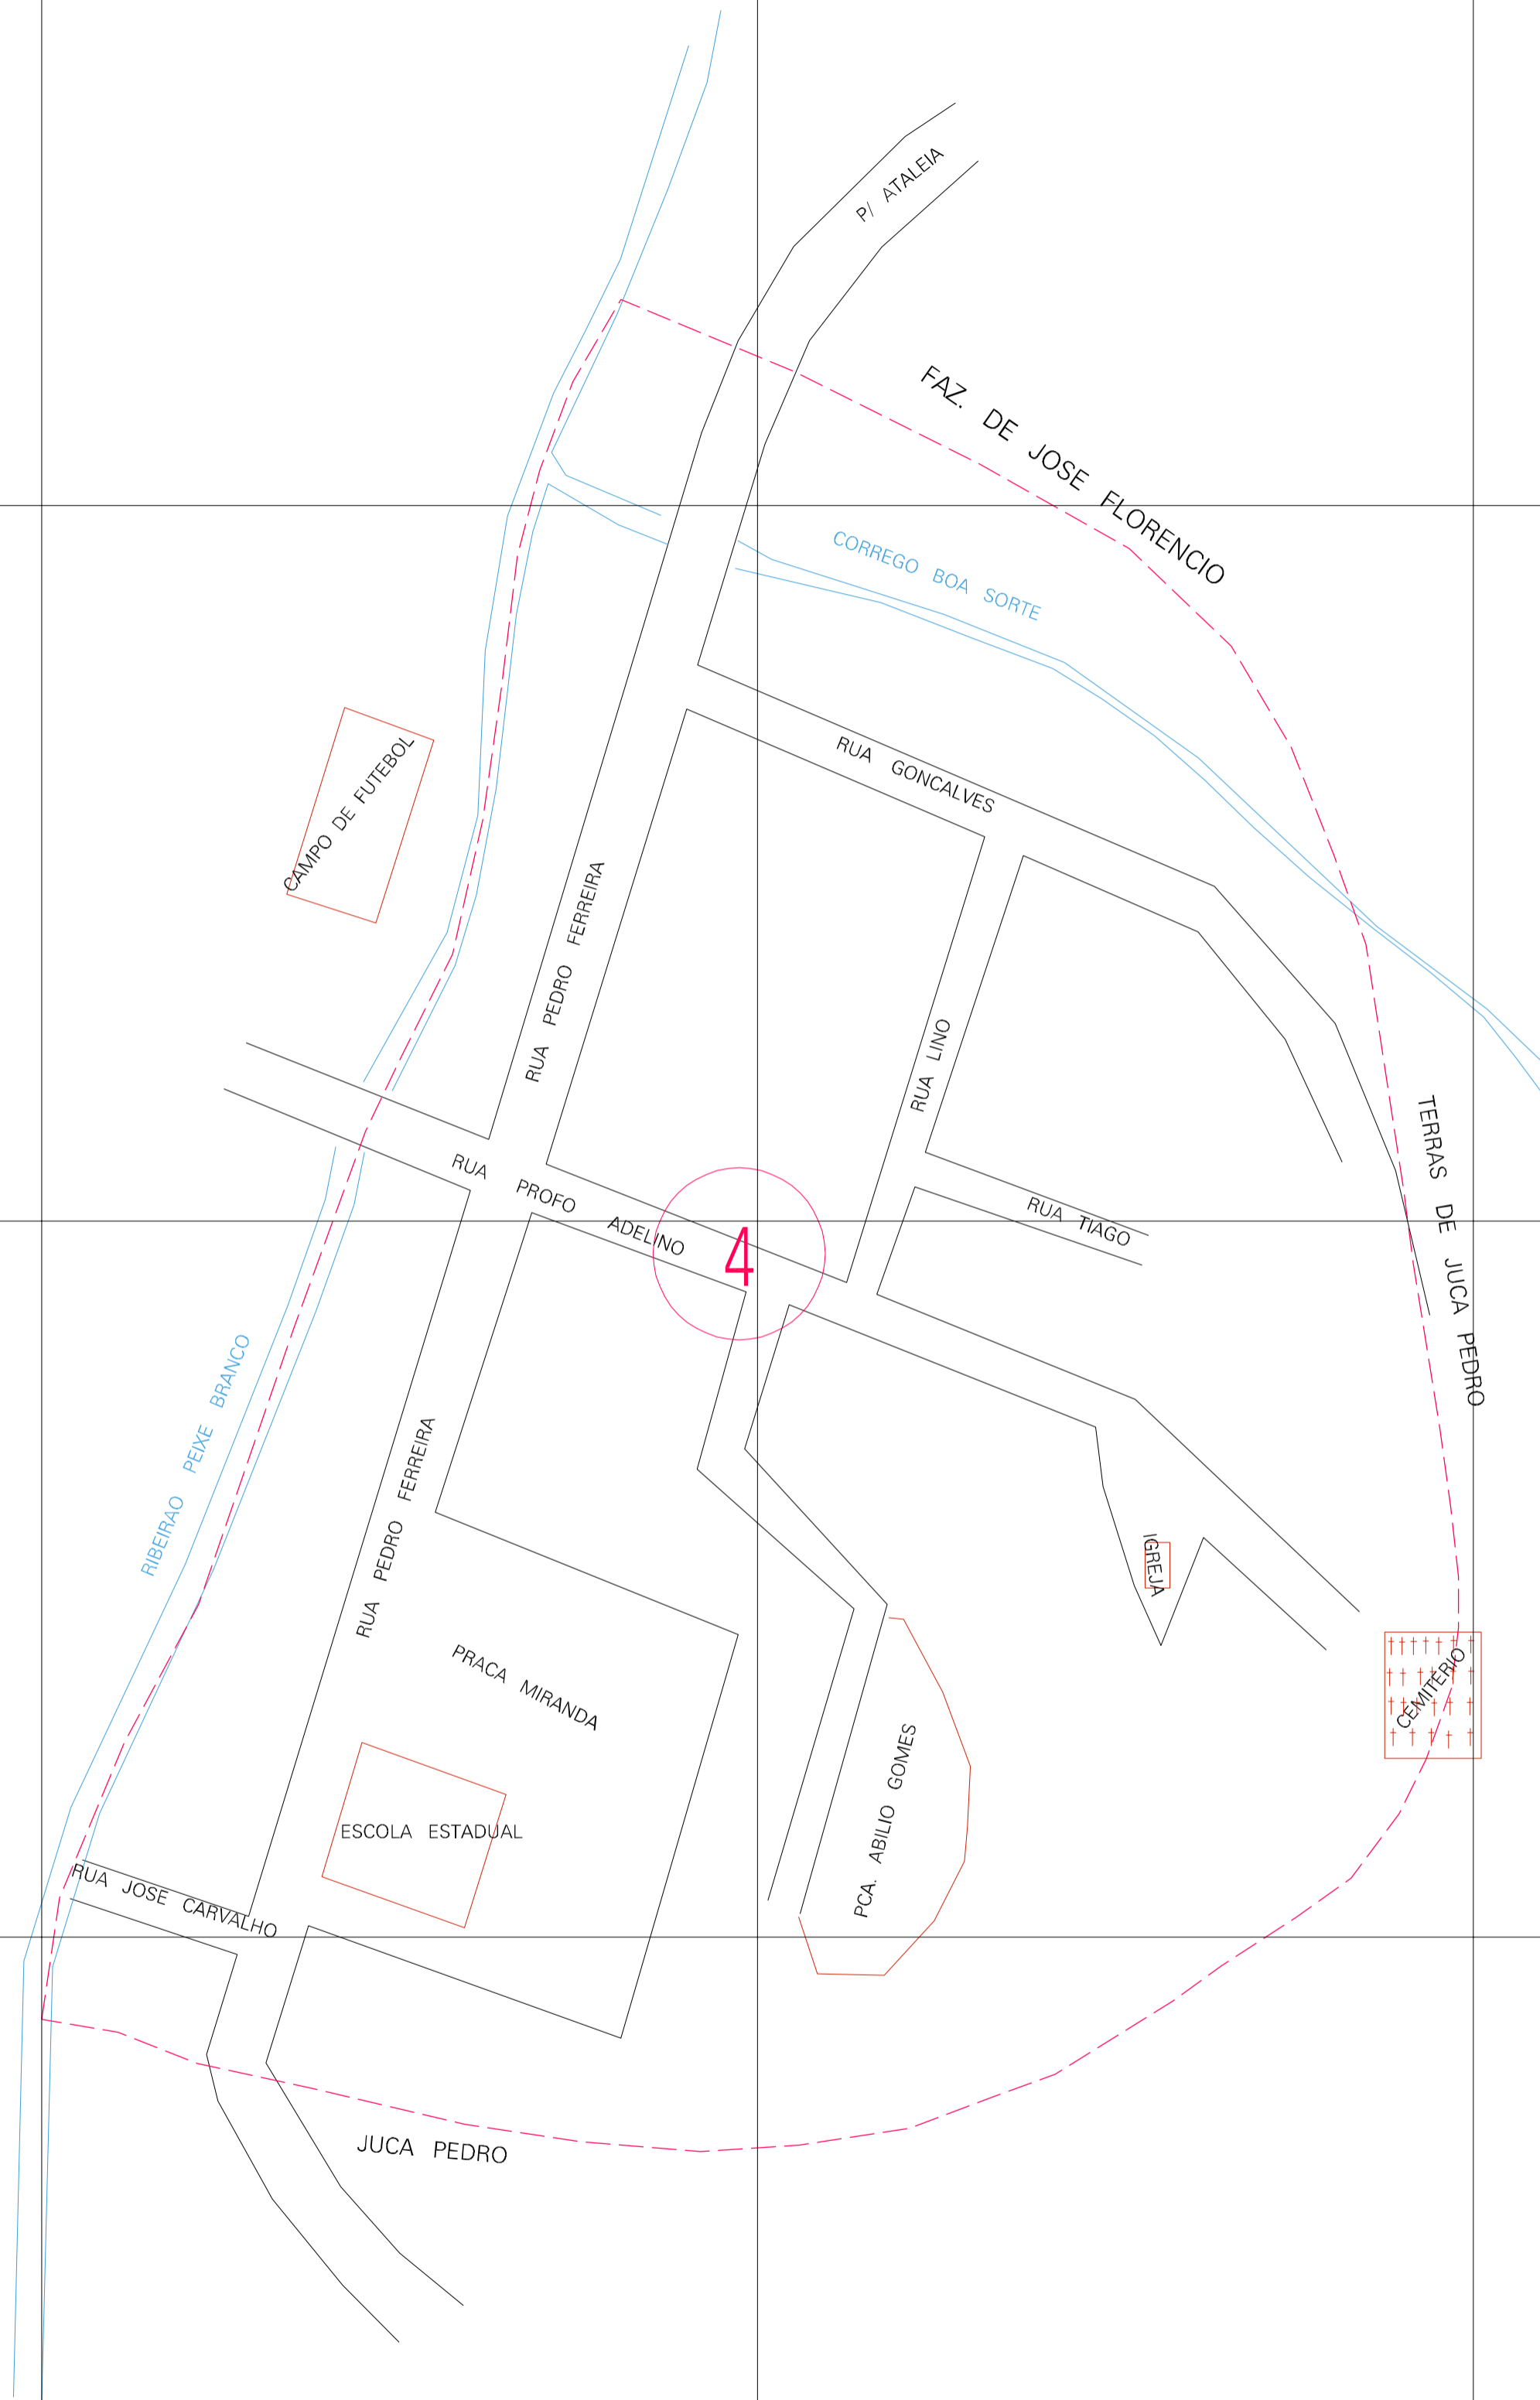 P/ ATALEIA
FAZ. DE JOSE FLORENCIO
CORREGO BOA SORTE
CAMPO DE FUTEBOL
RUA GONCALVES
RUA PEDRO FERREIRA
RUA LINO
RUA PROFO ADELINO
4
RUA TIAGO
TERRAS DE JUCA PEDRO
RIBEIRAO PEIXE BRANCO
RUA PEDRO FERREIRA
IGREJA
PRACA MIRANDA
CEMITERIO
PCA. ABILIO GOMES
ESCOLA ESTADUAL
RUA JOSE CARVALHO
JUCA PEDRO